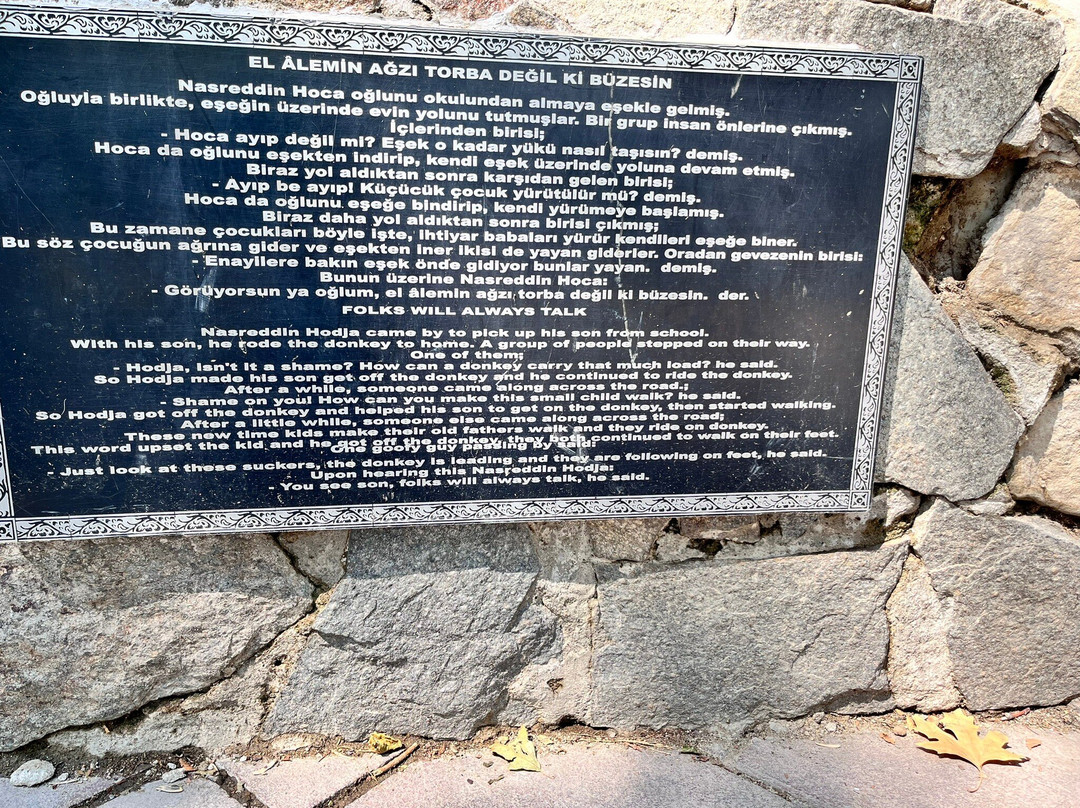 EL ÂLEMİN AĞZI TORBA DEĞİL Kİ BÜZESİN
Nasreddin Hoca oğlunu okulundan almaya eşekle gelmiş.
Oğluyla birlikte, eşeğin üzerinde evin yolunu tutmuşlar. Bir grup insan önlerine çıkmış.
İçlerinden birisi;
- Hoca ayıp değil mi? Eşek o kadar yükü nasıl taşısın? demiş.
Hoca da oğlunu eşekten indirip, kendi eşek üzerinde yoluna devam etmiş.
Biraz yol aldıktan sonra karşıdan gelen birisi;
- Ayıp be ayıp! Küçücük çocuk yürütülür mü? demiş.
Hoca da oğlunu eşeğe bindirip, kendi yürümeye başlamış.
Biraz daha yol aldıktan sonra birisi çıkmış;
Bu zamane çocukları böyle işte, ihtiyar babaları yürür kendileri eşeğe biner.
Bu söz çocuğun ağrına gider ve eşekten iner ikisi de yayan giderler. Oradan gevezenin birisi:
- Enayilere bakın eşek önde gidiyor bunlar yayan. demiş.
Bunun üzerine Nasreddin Hoca:
- Görüyorsun ya oğlum, el âlemin ağzı torba değil ki büzesin. der.
FOLKS WILL ALWAYS TALK
Nasreddin Hodja came by to pick up his son from school.
With his son, he rode the donkey to home. A group of people stepped on their way.
One of them;
- Hodja, isn't it a shame? How can a donkey carry that much load? he said.
So Hodja made his son get off the donkey and he continued to ride the donkey.
After a while, someone came along across the road.;
- Shame on you! How can you make this small child walk? he said.
So Hodja got off the donkey and helped his son to get on the donkey, then started walking.
After a little while, someone else came along across the road;
These new time kids make their old fathers walk and they ride on donkey.
This word upset the kid and he got off the donkey, they both continued to walk on their feet.
One goofy guy passing by said:
- Just look at these suckers, the donkey is leading and they are following on feet, he said.
Upon hearing this Nasreddin Hodja:
- You see son, folks will always talk, he said.